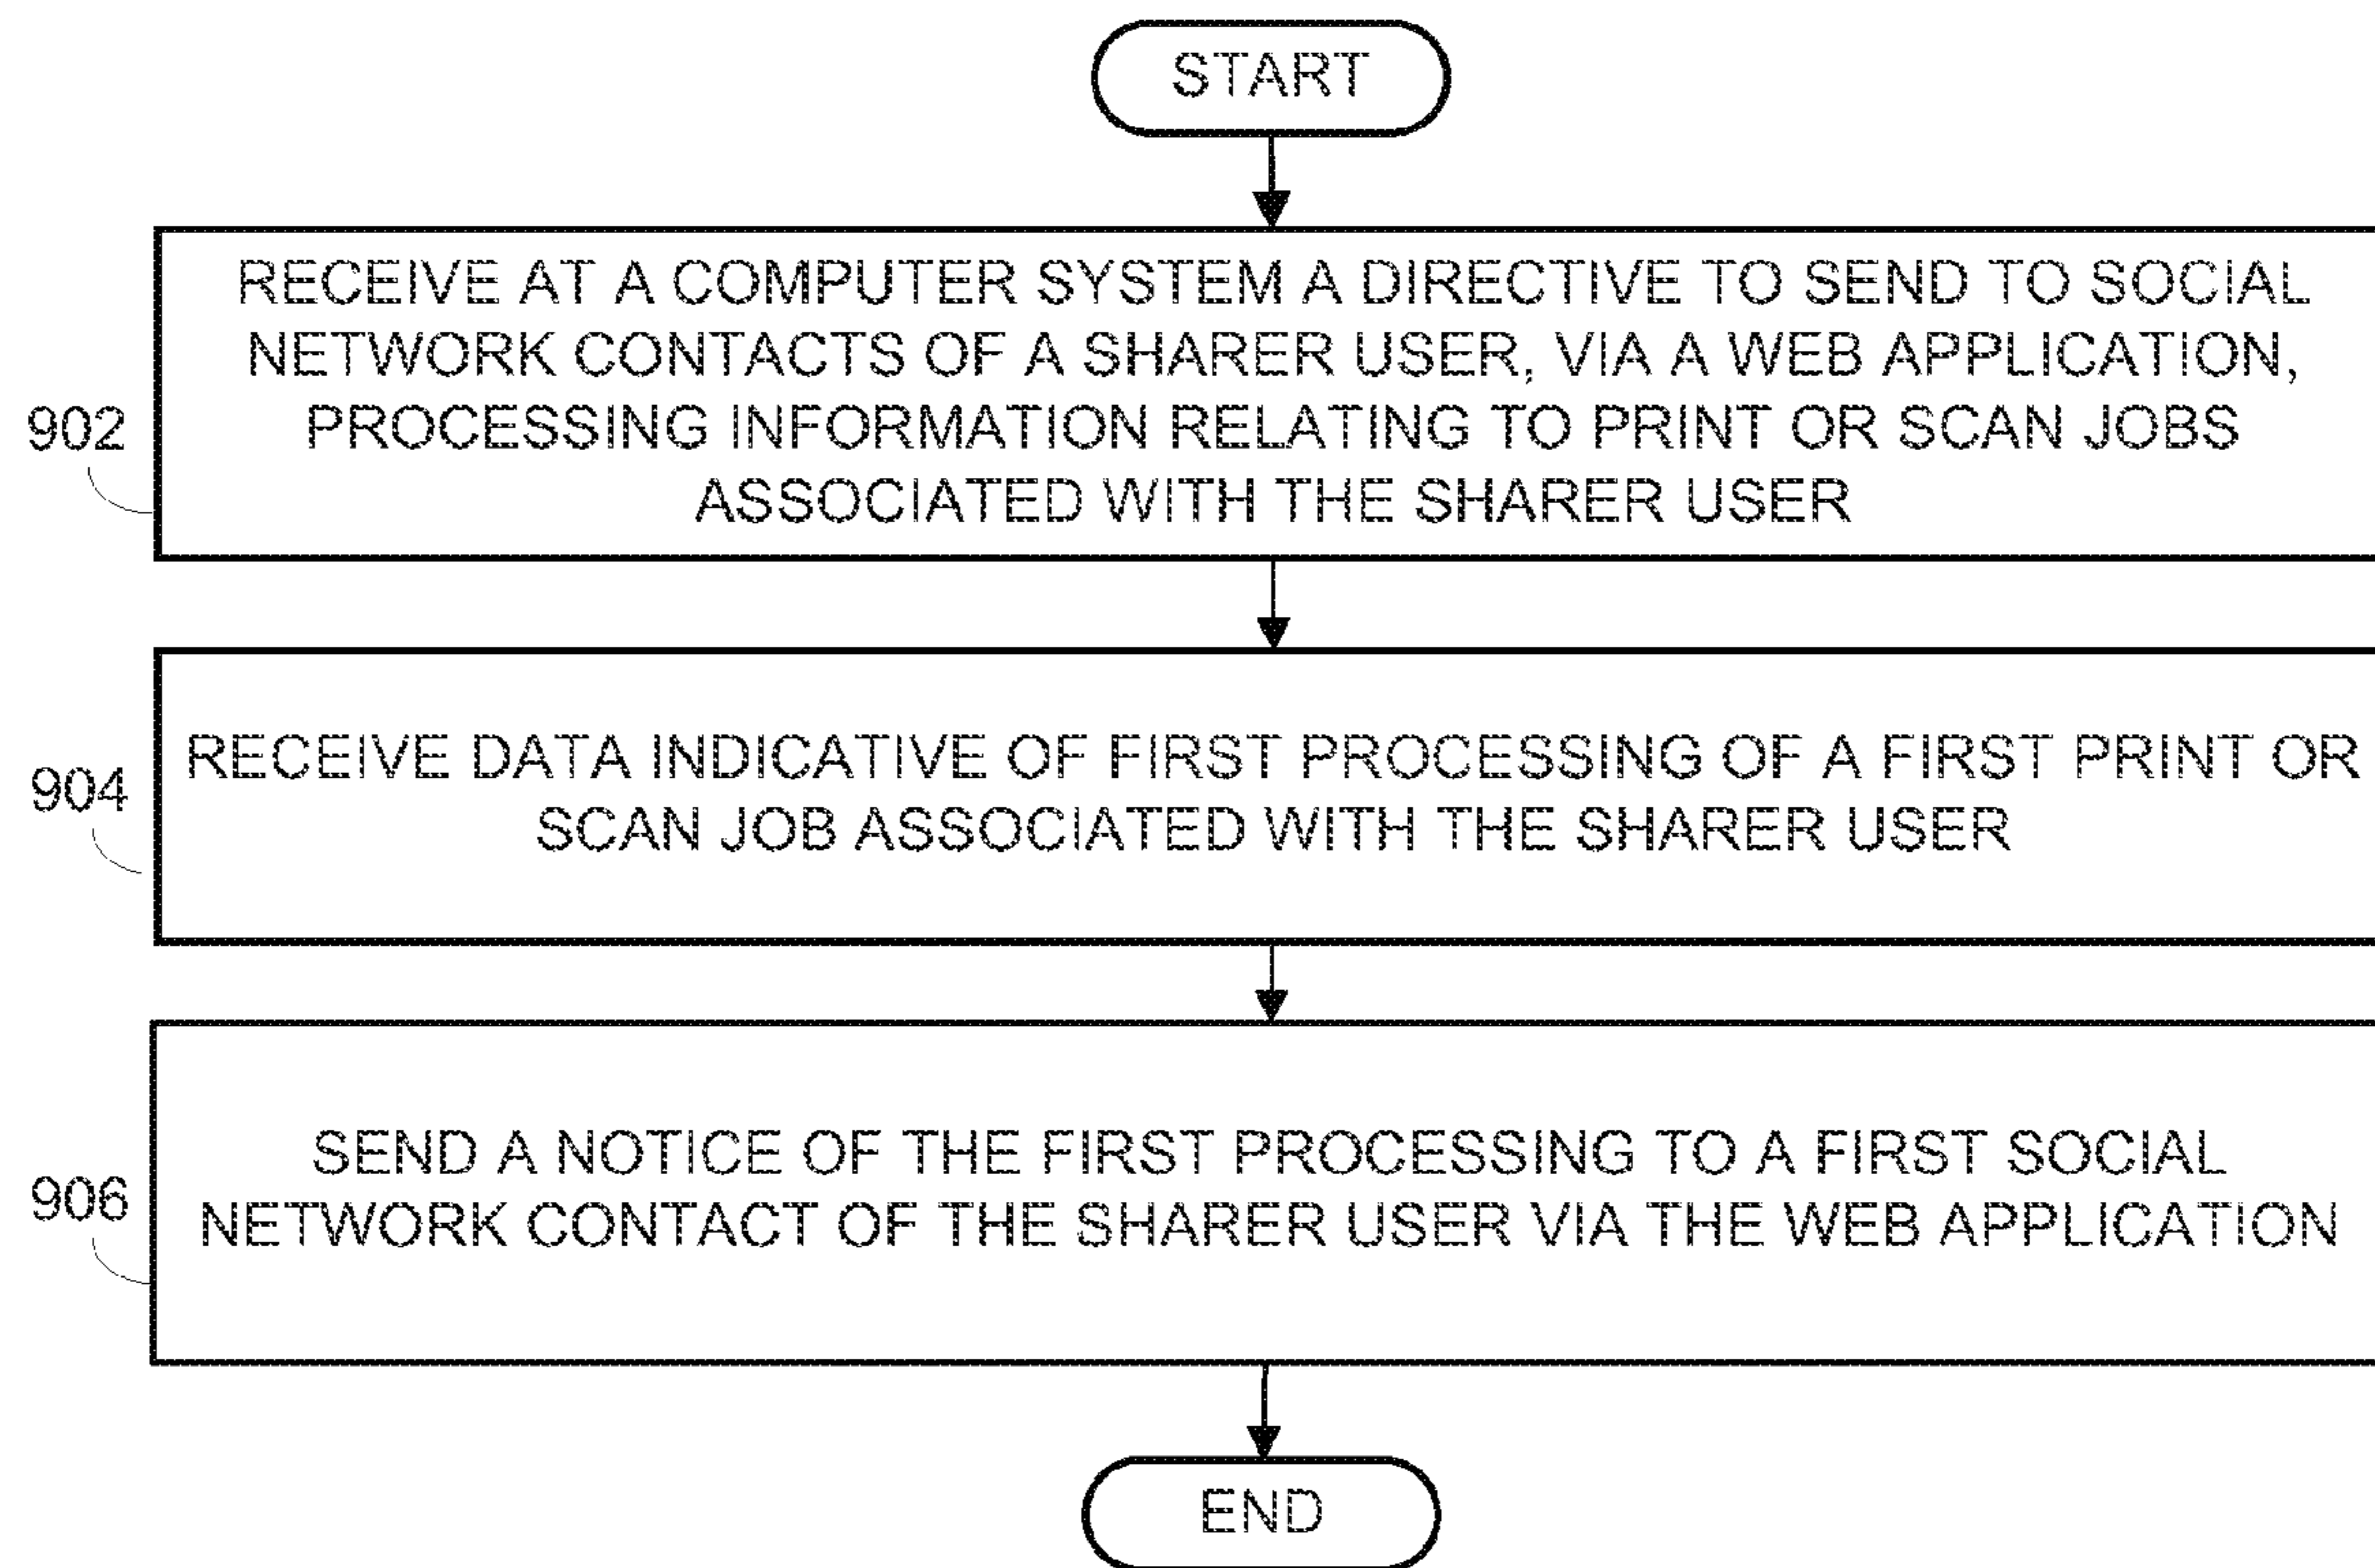 START
RECEIVE AT A COMPUTER SYSTEM A DIRECTIVE TO SEND TO SOCIAL
NETWORK CONTACTS OF A SHARER USER, VIA A WEB APPLICATION,
PROCESSING INFORMATION RELATING TO PRINT OR SCAN JOBS
ASSOCIATED WITH THE SHARER USER
902
RECEIVE DATA INDICATIVE OF FIRST PROCESSING OF A FIRST PRINT OR
SCAN JOB ASSOCIATED WITH THE SHARER USER
904
SEND A NOTICE OF THE FIRST PROCESSING TO A FIRST SOCIAL
NETWORK CONTACT OF THE SHARER USER VIA THE WEB APPLICATION
906
END